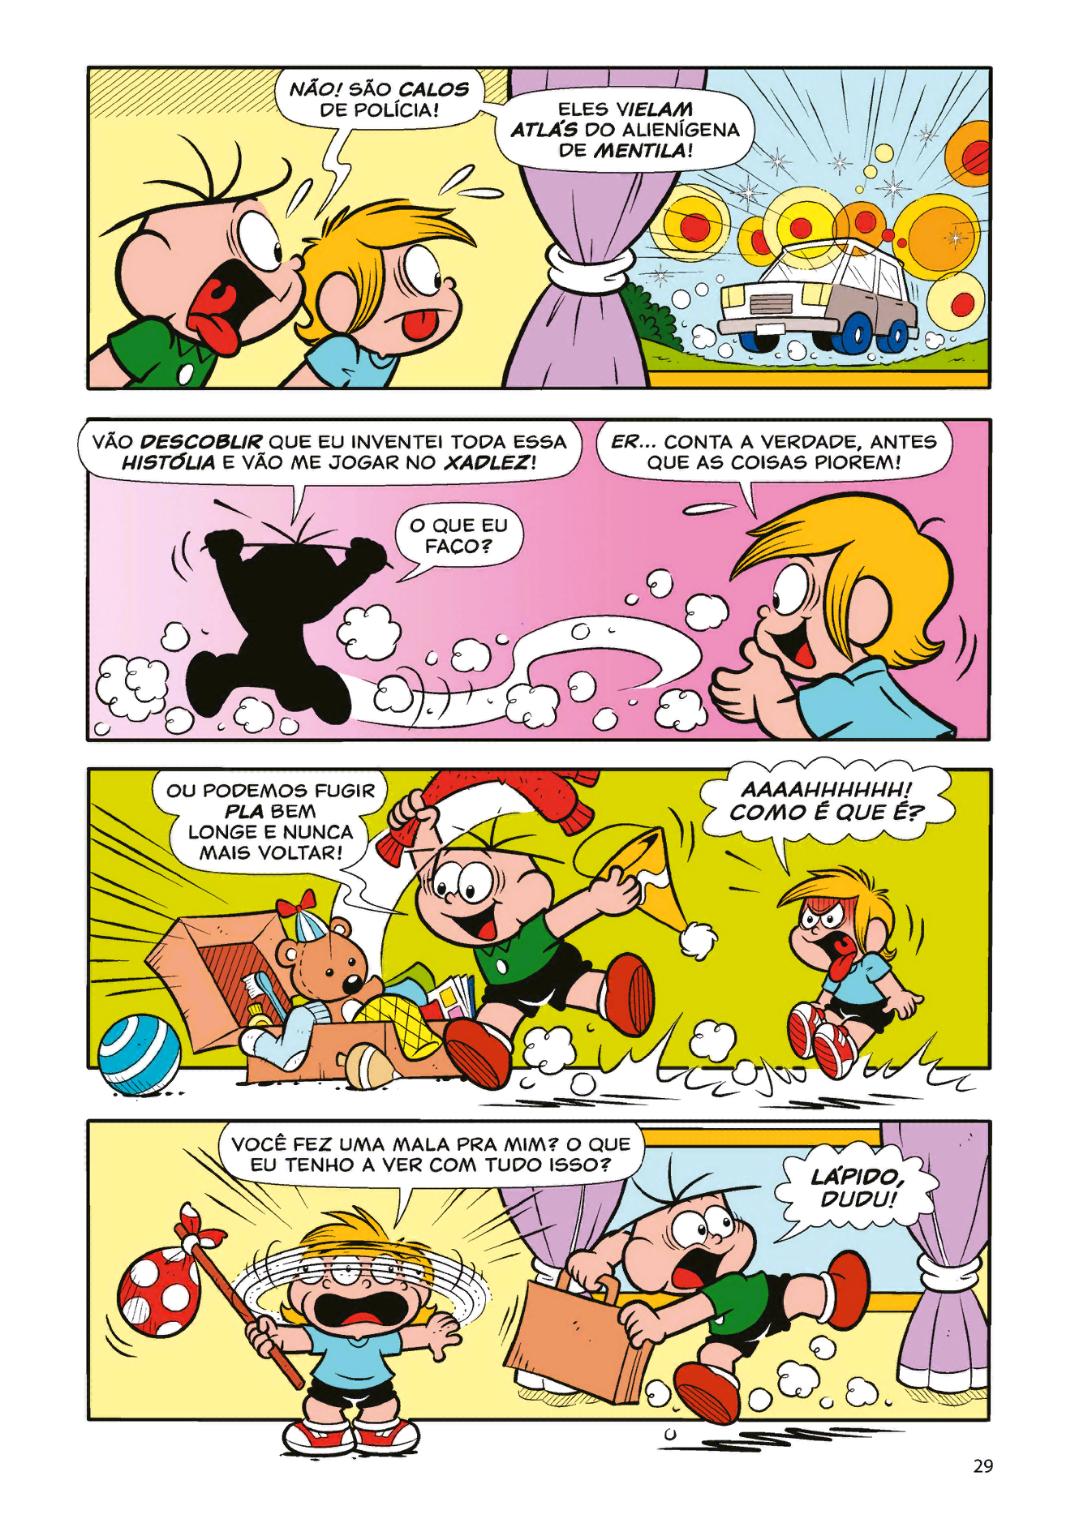 NÃO! SÃO CALOS
DE POLÍCIA!
ELES VIELAM
ATLÁS DO ALIENÍGENA
DE MENTILA!
VÃO DESCOBLIR QUE EU INVENTEI TODA ESSA
HISTÓLIA E VÃO ME JOGAR NO XADLEZ!
O QUE EU
FAÇO?
ER... CONTA A VERDADE, ANTES
QUE AS COISAS PIOREM!
OU PODEMOS FUGIR
PLA BEM
LONGE E NUNCA
MAIS VOLTAR!
AAAAHHHHHH!
COMO É QUE É?
VOCÊ FEZ UMA MALA PRA MIM? O QUE
EU TENHO A VER COM TUDO ISSO?
LÁPIDO,
DUDU!
29